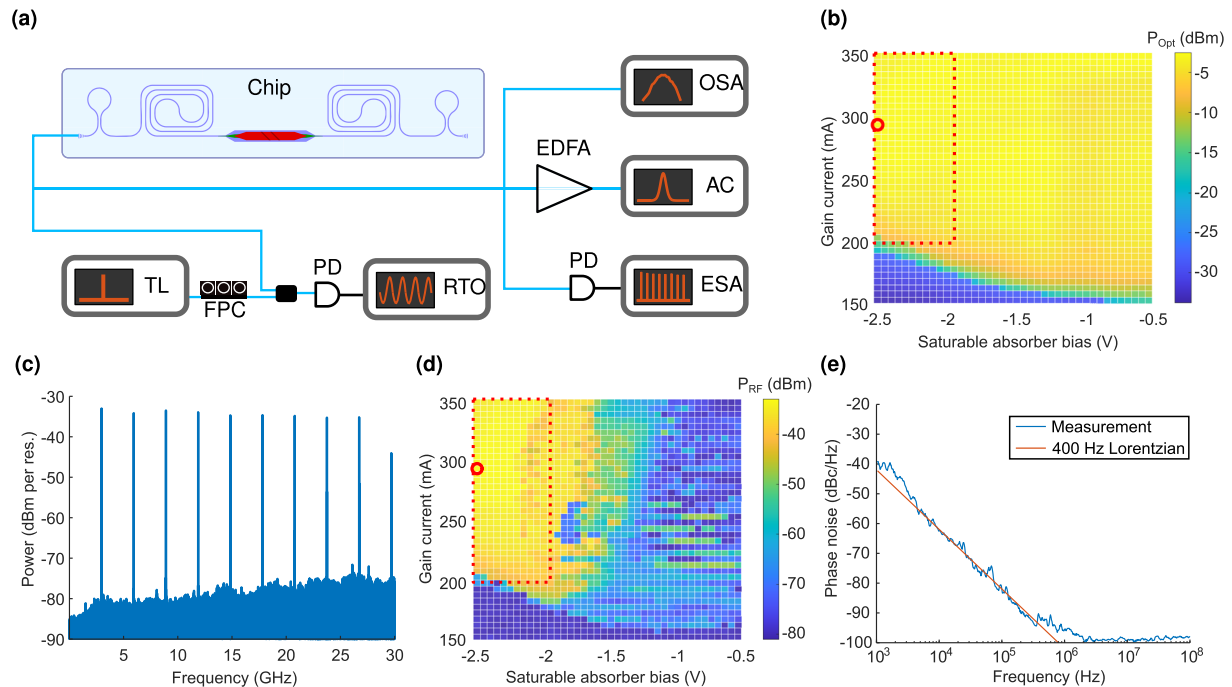 (a)
Chip
OSA
EDFA
AC
TL
FPC
PD
RTO
PD
ESA
(b)
P_Opt (dBm)
350
300
250
200
150
Gain current (mA)
-2.5
-2
-1.5
-1
-0.5
Saturable absorber bias (V)
-5
-10
-15
-20
-25
-30
(c)
-30
-40
-50
-60
-70
-80
-90
Power (dBm per res.)
5
10
15
20
25
30
Frequency (GHz)
(d)
P_RF (dBm)
350
300
250
200
150
Gain current (mA)
-2.5
-2
-1.5
-1
-0.5
Saturable absorber bias (V)
-40
-50
-60
-70
-80
(e)
-20
-30
-40
-50
-60
-70
-80
-90
-100
Phase noise (dBc/Hz)
Measurement
400 Hz Lorentzian
10^3
10^4
10^5
10^6
10^7
10^8
Frequency (Hz)